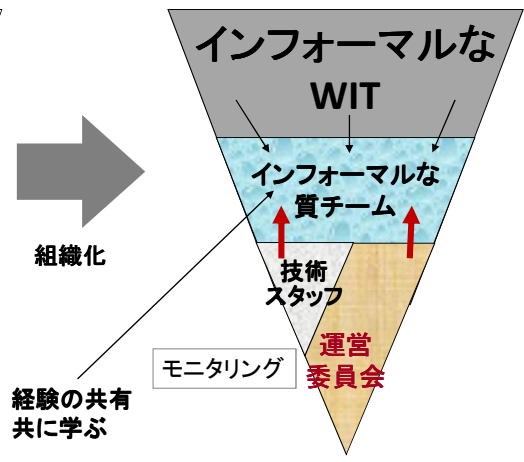 インフォーマルな
WIT
インフォーマルな
質チーム
組織化
技術
スタッフ
運営
委員会
モニタリング
経験の共有
共に学ぶ